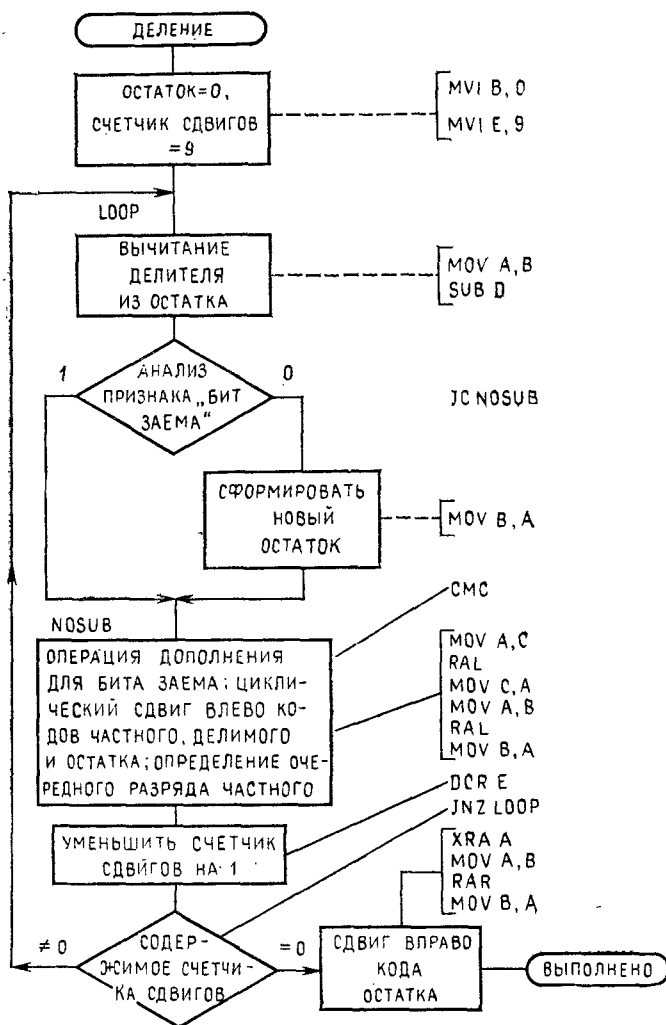 ДЕЛЕНИЕ
ОСТАТОК=0,
СЧЕТЧИК СДВИГОВ
=9
MVI B, 0
MVI E, 9
LOOP
ВЫЧИТАНИЕ
ДЕЛИТЕЛЯ
ИЗ ОСТАТКА
MOV A, B
SUB D
1
АНАЛИЗ
ПРИЗНАКА „БИТ
ЗАЕМА“
0
JC NOSUB
СФОРМИРОВАТЬ
НОВЫЙ
ОСТАТОК
MOV B, A
NOSUB
CMC
ОПЕРАЦИЯ ДОПОЛНЕНИЯ
ДЛЯ БИТА ЗАЕМА; ЦИКЛИ-
ЧЕСКИЙ СДВИГ ВЛЕВО КО-
ДОВ ЧАСТНОГО, ДЕЛИМОГО
И ОСТАТКА; ОПРЕДЕЛЕНИЕ ОЧЕ-
РЕДНОГО РАЗРЯДА ЧАСТНОГО
MOV A, C
RAL
MOV C, A
MOV A, B
RAL
MOV B, A
DCR E
JNZ LOOP
УМЕНЬШИТЬ СЧЕТЧИК
СДВИГОВ НА 1
XRA A
MOV A, B
RAR
MOV B, A
≠0
СОДЕР-
ЖИМОЕ СЧЕТЧИ-
КА СДВИГОВ
=0
СДВИГ ВПРАВО
КОДА
ОСТАТКА
ВЫПОЛНЕНО